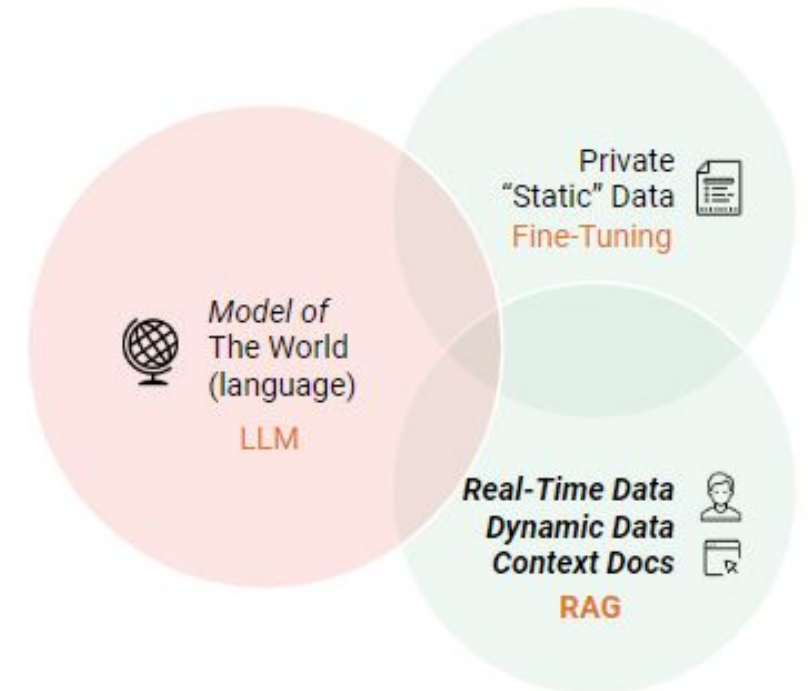 Private
“Static” Data
Fine-Tuning
Model of
The World
(language)
LLM
Real-Time Data
Dynamic Data
Context Docs
RAG